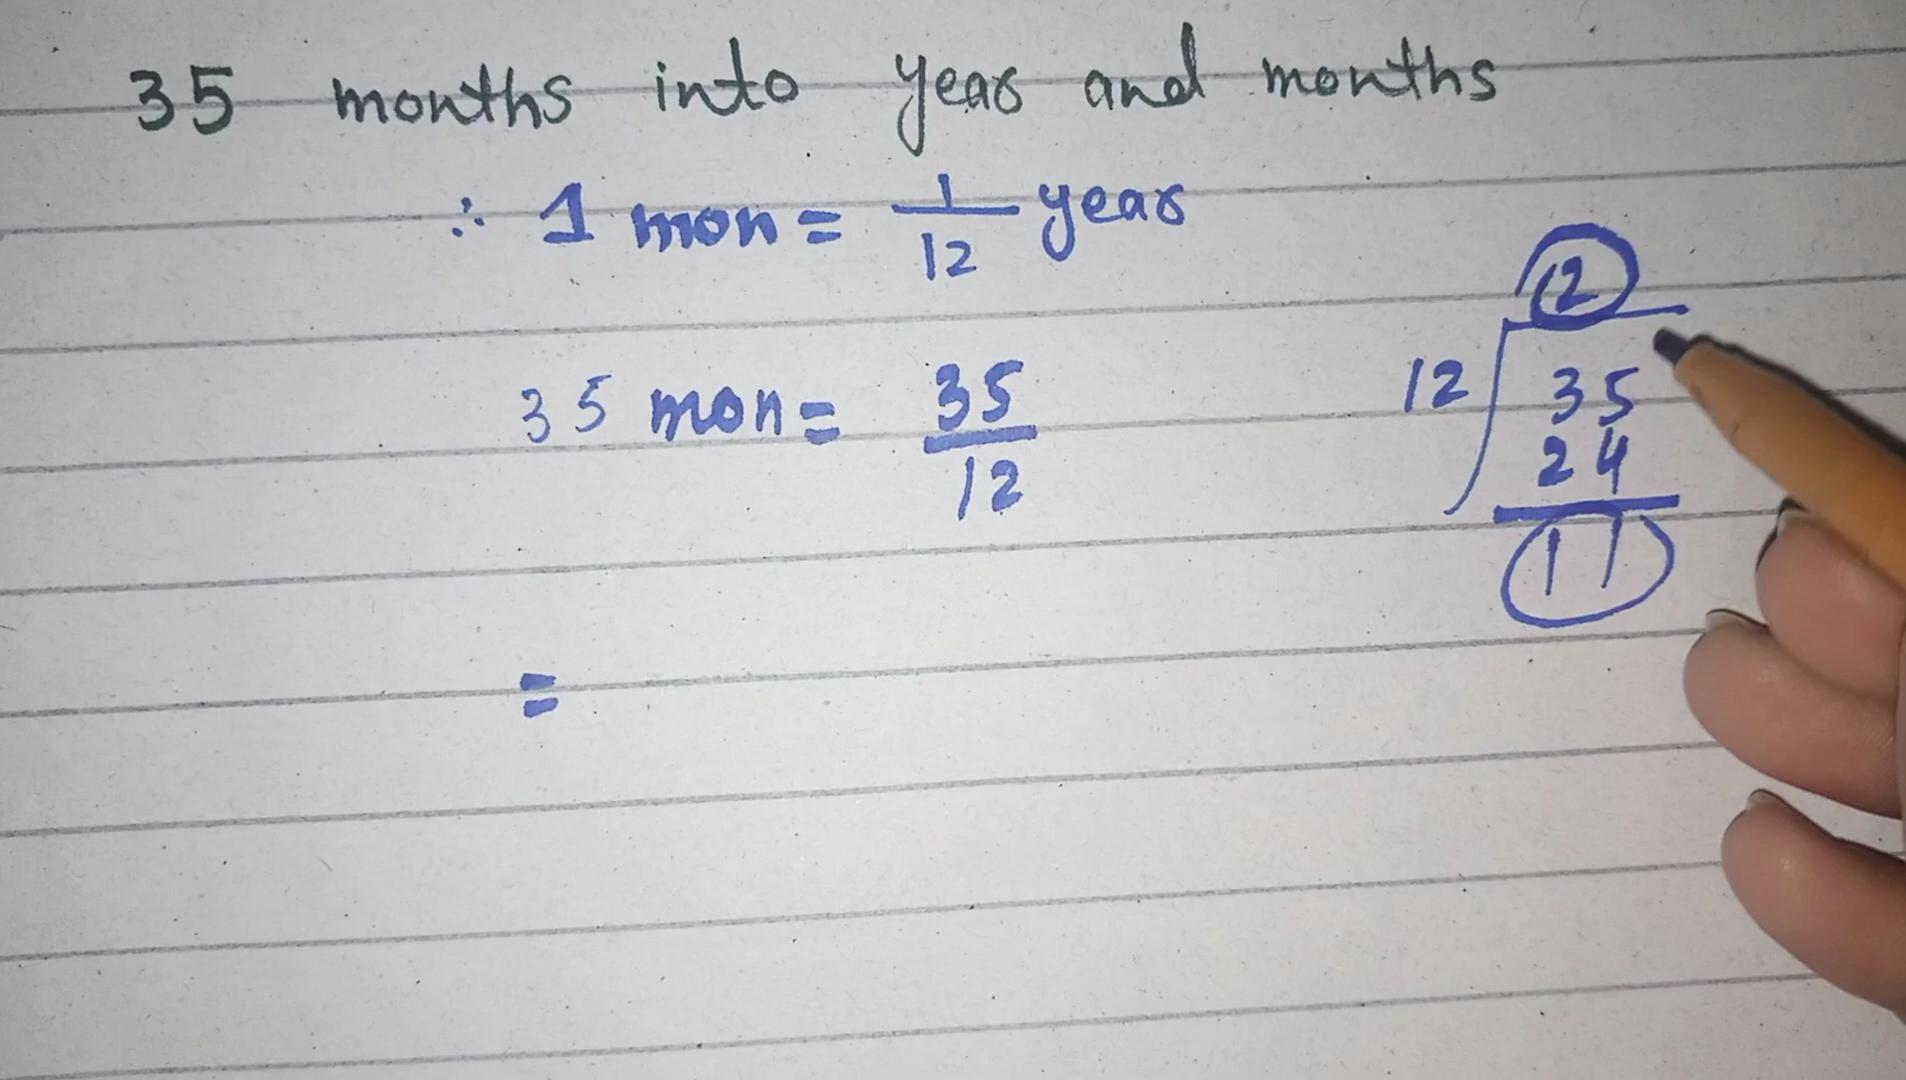 35 months into year and months
∴ 1 mon = 1/12 year
35 mon = 35/12
=
2
12 35
24
11